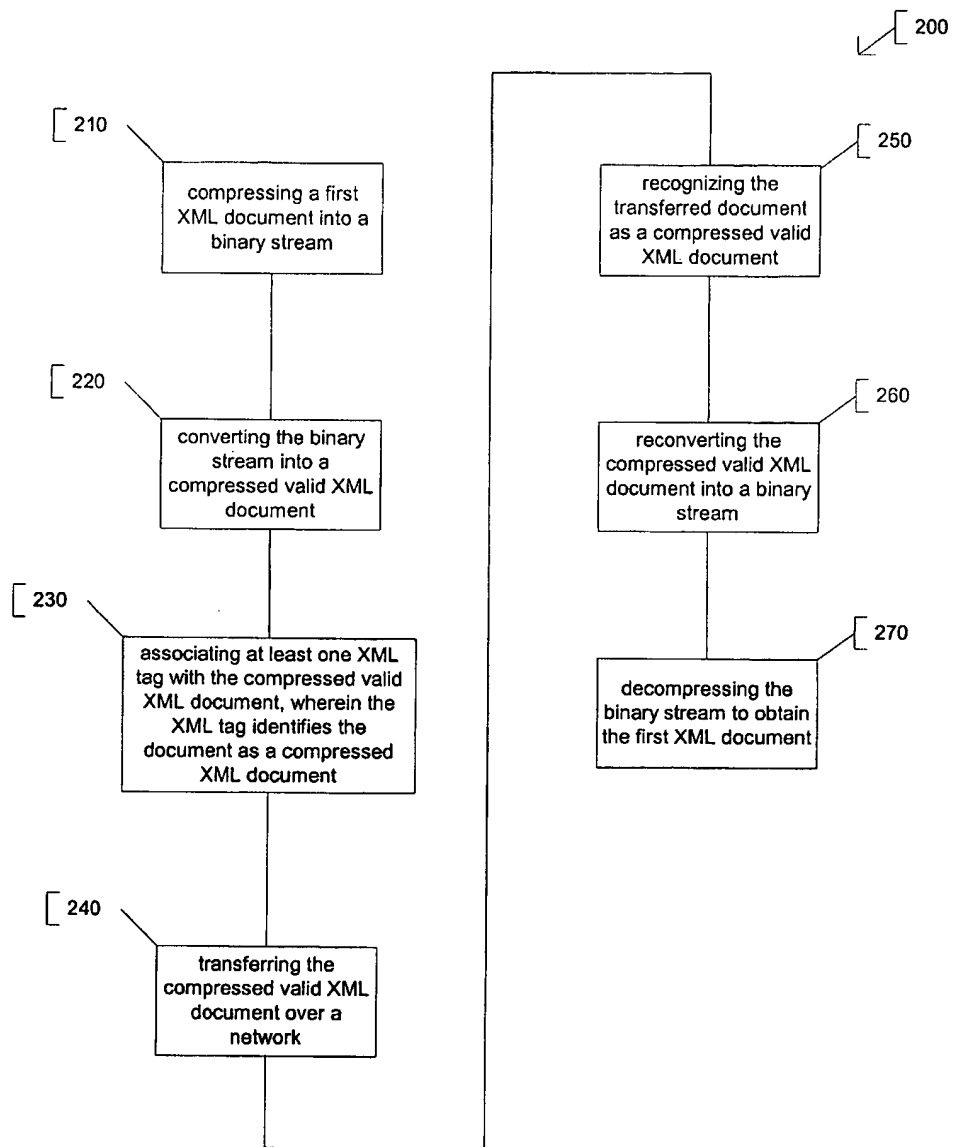 200
210
compressing a first
XML document into a
binary stream
220
converting the binary
stream into a
compressed valid XML
document
230
associating at least one XML
tag with the compressed valid
XML document, wherein the
XML tag identifies the
document as a compressed
XML document
240
transferring the
compressed valid XML
document over a
network
250
recognizing the
transferred document
as a compressed valid
XML document
260
reconverting the
compressed valid XML
document into a binary
stream
270
decompressing the
binary stream to obtain
the first XML document